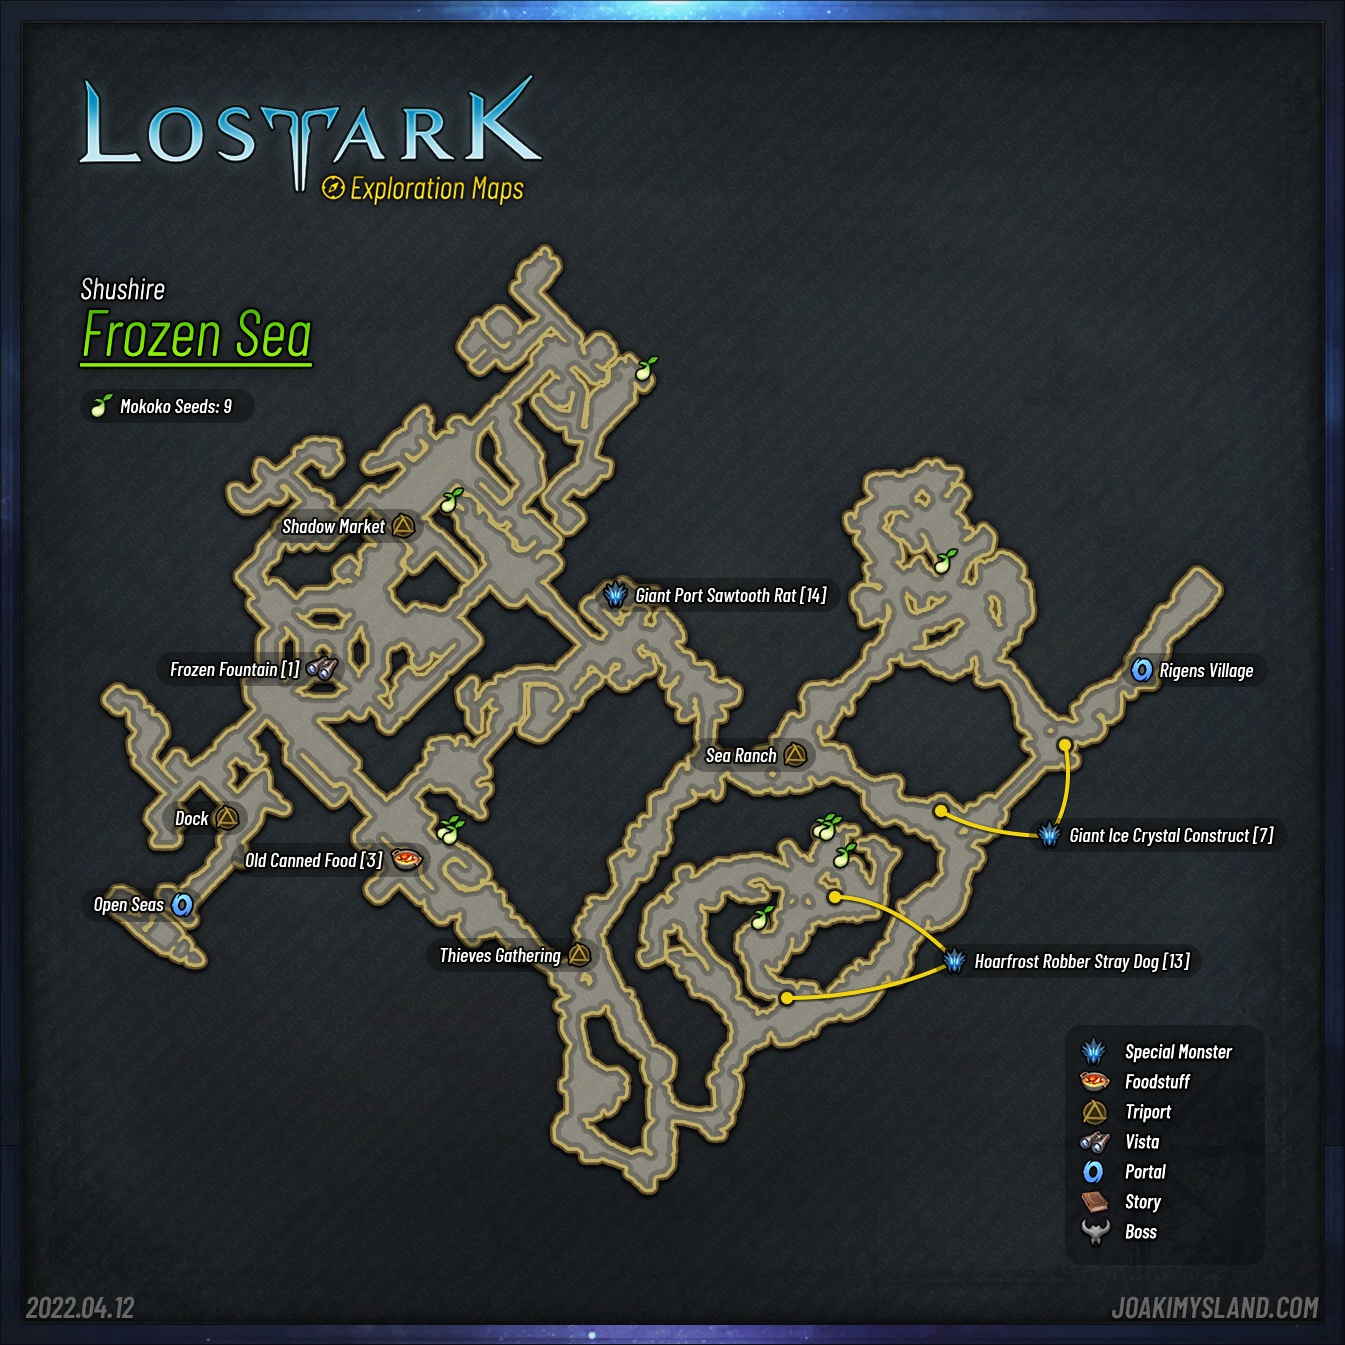 LOSTARK
Exploration Maps
Shushire
Frozen Sea
Mokoko Seeds: 9
Shadow Market
Giant Port Sawtooth Rat [14]
Frozen Fountain [1]
Rigens Village
Sea Ranch
Dock
Giant Ice Crystal Construct [7]
Old Canned Food [3]
Open Seas
Thieves Gathering
Hoarfrost Robber Stray Dog [13]
Special Monster
Foodstuff
Triport
Vista
Portal
Story
Boss
2022.04.12
JOAKIMYSLAND.COM